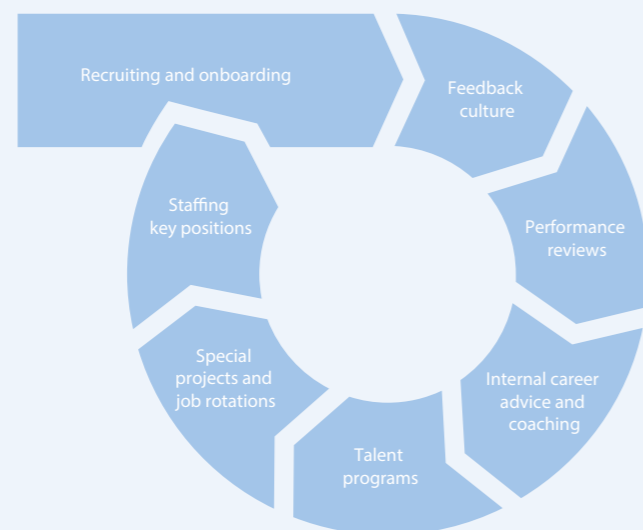 Recruiting and onboarding
Feedback
culture
Performance
reviews
Internal career
advice and
coaching
Talent
programs
Special
projects and
job rotations
Staffing
key positions